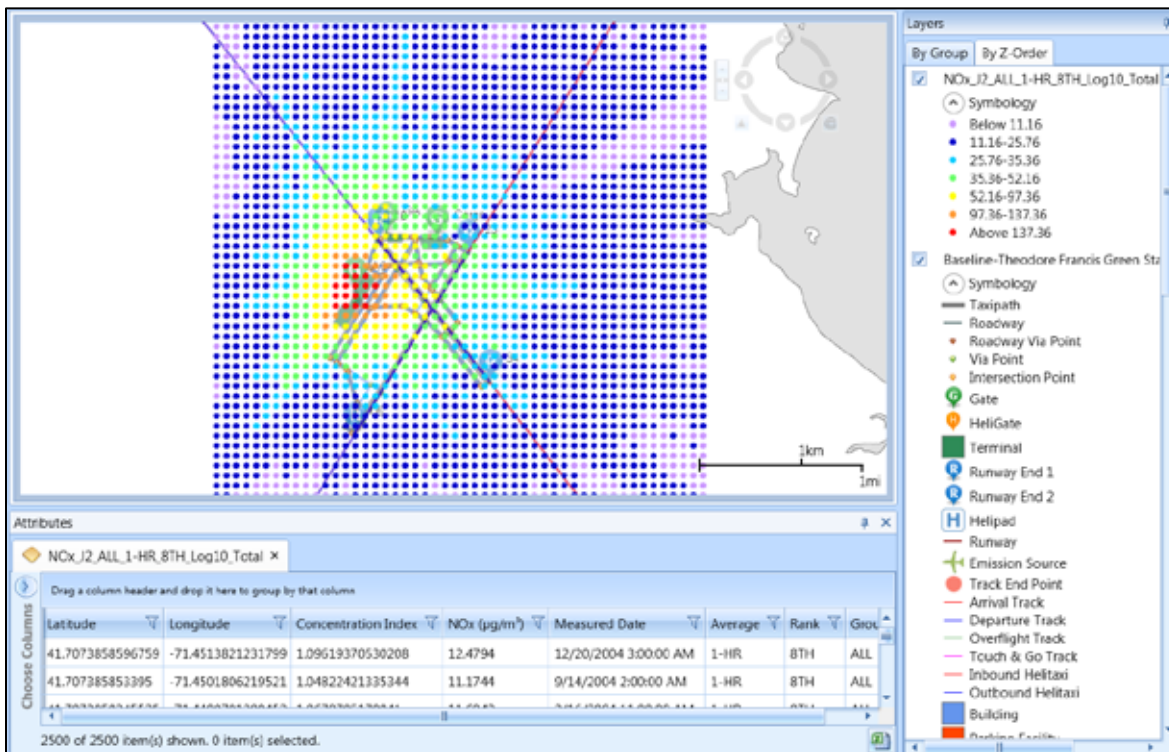 Layers
By Group By Z-Order
NOx_J2_ALL_1-HR_8TH_Log10_Total
Symbology
Below 11.16
11.16-25.76
25.76-35.36
35.36-52.16
52.16-97.36
97.36-137.36
Above 137.36
Baseline-Theodore Francis Green Sta
Symbology
Taxipath
Roadway
Roadway Via Point
Via Point
Intersection Point
G Gate
H HeliGate
Terminal
R Runway End 1
R Runway End 2
H Helipad
Runway
Emission Source
Track End Point
Arrival Track
Departure Track
Overflight Track
Touch & Go Track
Inbound Helitaxi
Outbound Helitaxi
Building
Parking Facility
G
1km
1mi
Attributes
NOx_J2_ALL_1-HR_8TH_Log10_Total ×
Choose Columns
Drag a column header and drop it here to group by that column
Latitude Longitude Concentration Index NOx (µg/m³) Measured Date Average Rank Grou
41.7073858596759 -71.4513821231799 1.09619370530208 12.4794 12/20/2004 3:00:00 AM 1-HR 8TH ALL
41.707385853395 -71.4501806219521 1.04822421335344 11.1744 9/14/2004 2:00:00 AM 1-HR 8TH ALL
2500 of 2500 item(s) shown. 0 item(s) selected.